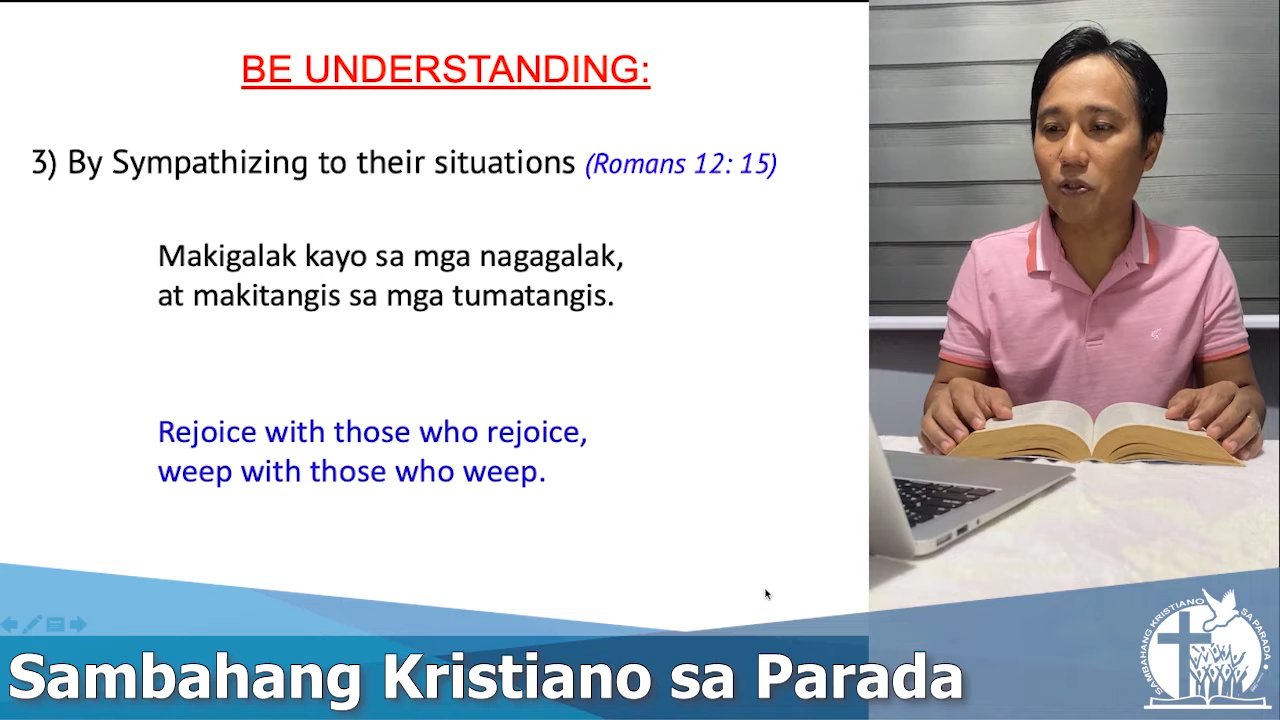 BE UNDERSTANDING:
3) By Sympathizing to their situations (Romans 12: 15)
Makigalak kayo sa mga nagagalak,
at makitangis sa mga tumatangis.
Rejoice with those who rejoice,
weep with those who weep.
Sambahang Kristiano sa Parada
SAMBAHANG KRISTIANO SA PARADA